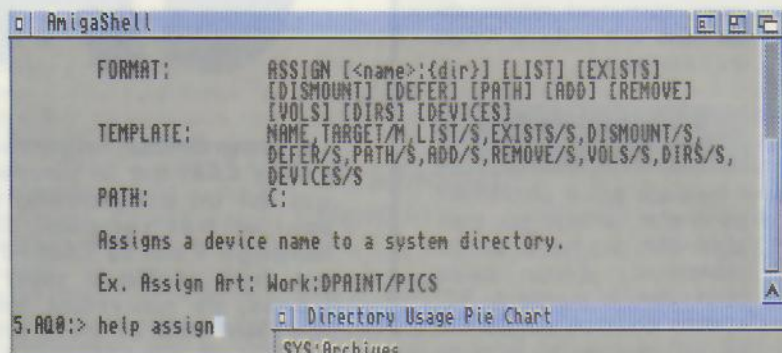 AmigaShell
FORMAT: ASSIGN [<name>:{dir}] [LIST] [EXISTS]
[DISMOUNT] [DEFER] [PATH] [ADD] [REMOVE]
[VOLS] [DIRS] [DEVICES]
TEMPLATE: NAME,TARGET/M,LIST/S,EXISTS/S,DISMOUNT/S,
DEFER/S,PATH/S,ADD/S,REMOVE/S,VOLS/S,DIRS/S,
DEVICES/S
PATH: C:
Assigns a device name to a system directory.
Ex. Assign Art: Work:DPAINT/PICS
5.AQ0:> help assign
Directory Usage Pie Chart
SYS:Archives